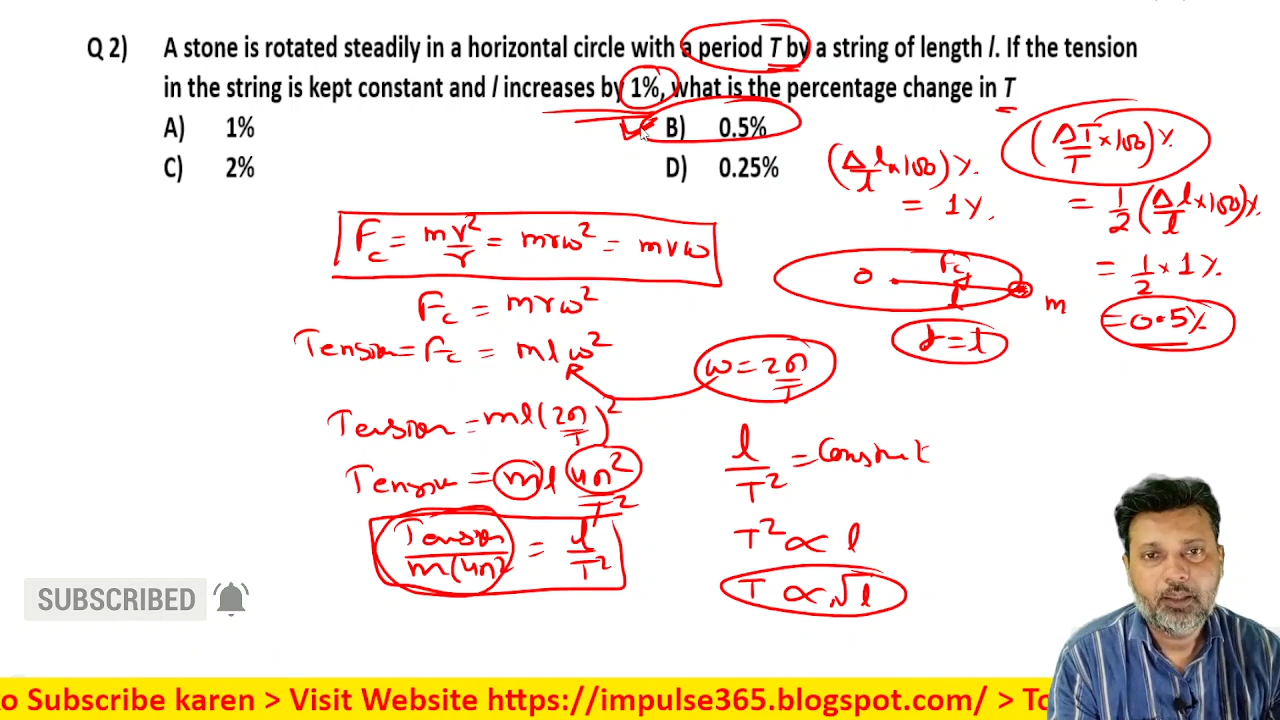 Q 2) A stone is rotated steadily in a horizontal circle with a period T by a string of length l. If the tension
in the string is kept constant and l increases by 1%, what is the percentage change in T
A) 1%
B) 0.5%
C) 2%
D) 0.25%
(Δl/l × 100) %
= 1 %
(ΔT/T × 100) %
= 1/2 (Δl/l × 100) %
= 1/2 × 1 %
= 0.5 %
Fc = mv²/r = mrω² = mvω
Fc = mrω²
Tension = Fc = mlω²
Tension = ml(2π/T)²
Tension = m l 4π²/T²
Tension/m(4π² = l/T²
O Fc l m
r = l
ω = 2π/T
l/T² = Constant
T² ∝ l
T ∝ √l
SUBSCRIBED
to Subscribe karen > Visit Website https://impulse365.blogspot.com/ > To